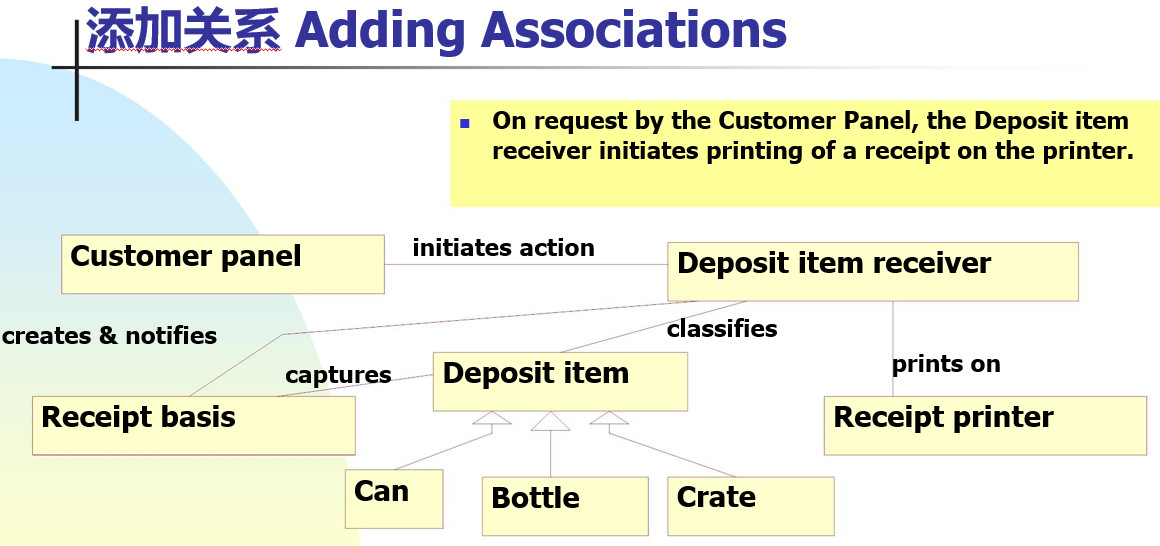 添加关系 Adding Associations
On request by the Customer Panel, the Deposit item
receiver initiates printing of a receipt on the printer.
Customer panel
initiates action
Deposit item receiver
creates & notifies
classifies
captures
Deposit item
prints on
Receipt basis
Receipt printer
Can
Bottle
Crate